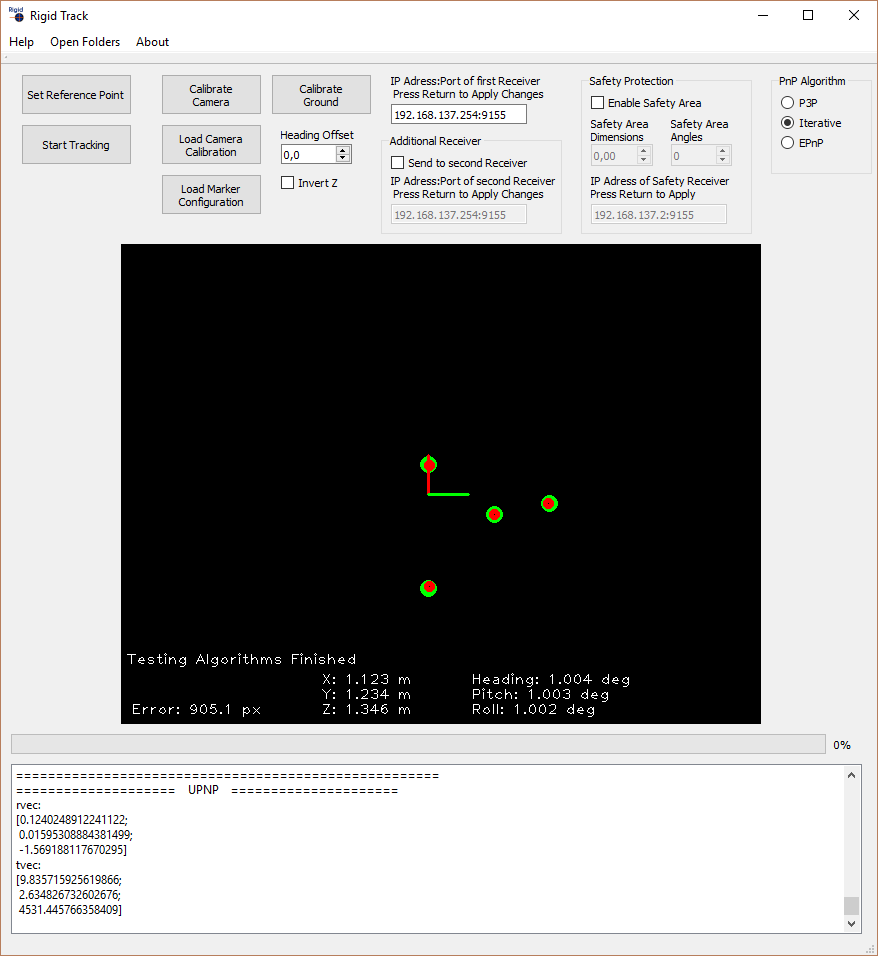 Rigid Track
Help Open Folders About
Set Reference Point
Start Tracking
Calibrate
Camera
Load Camera
Calibration
Load Marker
Configuration
Calibrate
Ground
Heading Offset
0,0
Invert Z
IP Adress:Port of first Receiver
Press Return to Apply Changes
192.168.137.254:9155
Additional Receiver
Send to second Receiver
IP Adress:Port of second Receiver
Press Return to Apply Changes
192.168.137.254:9155
Safety Protection
Enable Safety Area
Safety Area
Dimensions
0,00
Safety Area
Angles
0
IP Adress of Safety Receiver
Press Return to Apply
192.168.137.2:9155
PnP Algorithm
P3P
Iterative
EPnP
Testing Algorithms Finished
X: 1.123 m Heading: 1.004 deg
Y: 1.234 m Pitch: 1.003 deg
Error: 905.1 px Z: 1.346 m Roll: 1.002 deg
0%
=====================================================
==================== UPNP =====================
rvec:
[0.1240248912241122;
0.01595308884381499;
-1.569188117670295]
tvec:
[9.835715925619866;
2.634826732602676;
4531.445766358409]